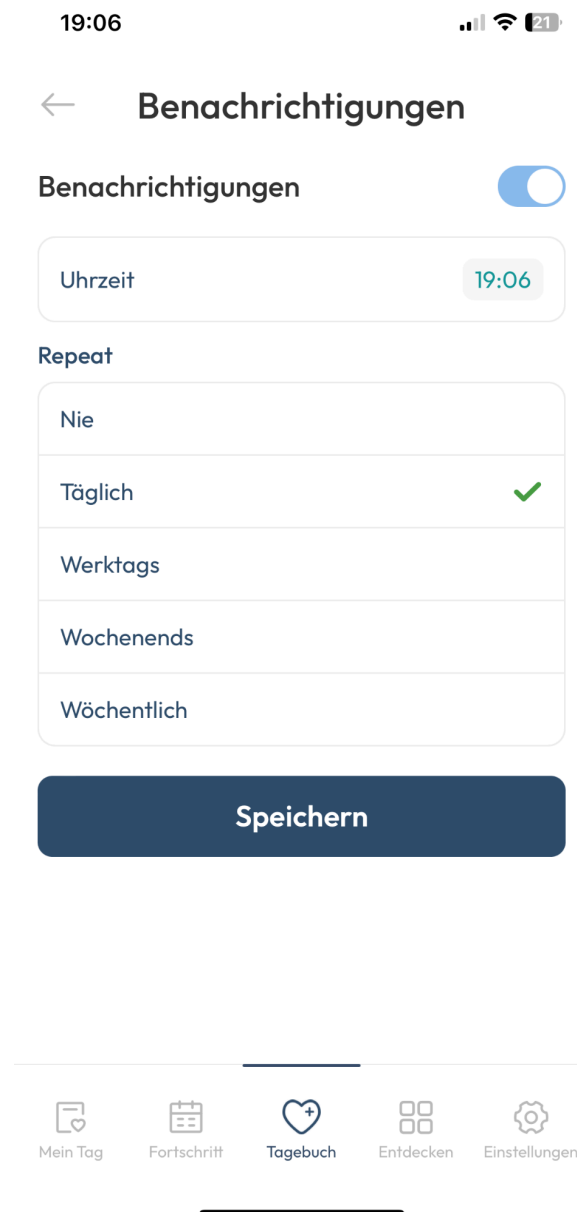 19:06
21
Benachrichtigungen
Benachrichtigungen
Uhrzeit 19:06
Repeat
Nie
Täglich
Werktags
Wochenends
Wöchentlich
Speichern
Mein Tag Fortschritt Tagebuch Entdecken Einstellungen